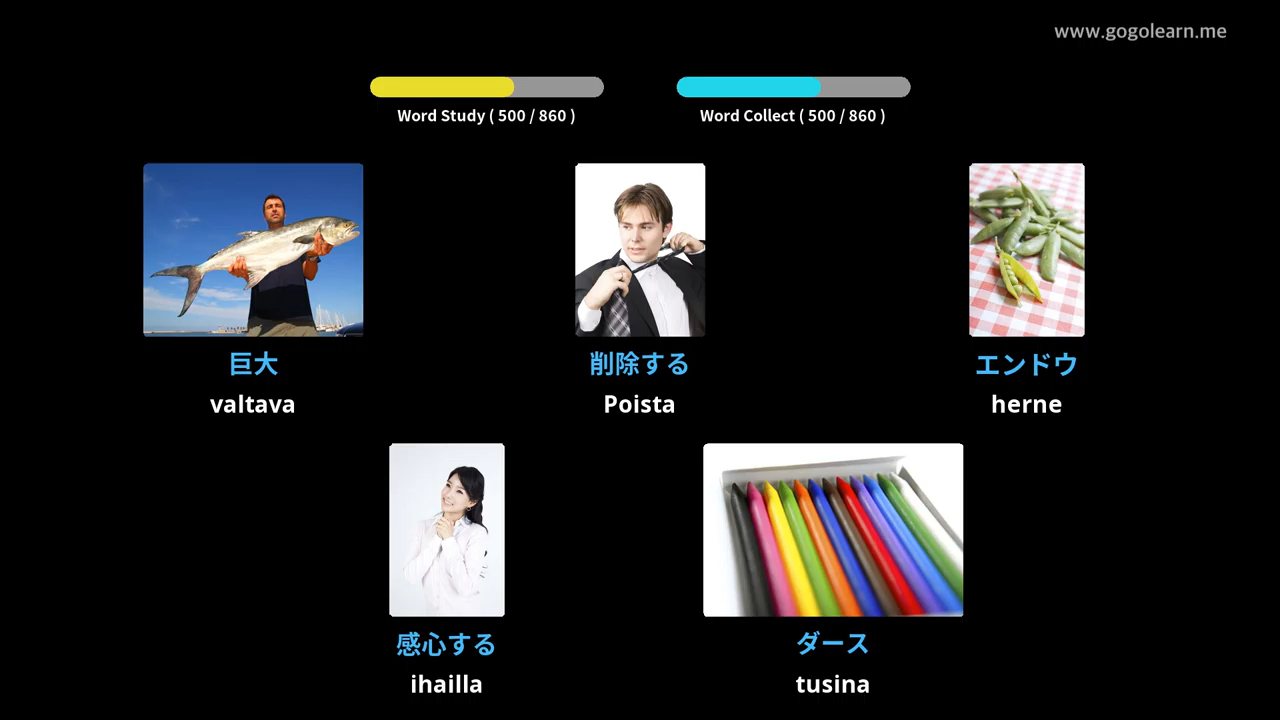 www.gogolearn.me
Word Study ( 500 / 860 )
Word Collect ( 500 / 860 )
巨大
valtava
削除する
Poista
エンドウ
herne
感心する
ihailla
ダース
tusina